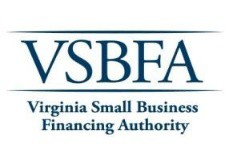 VSBFA
Virginia Small Business
Financing Authority